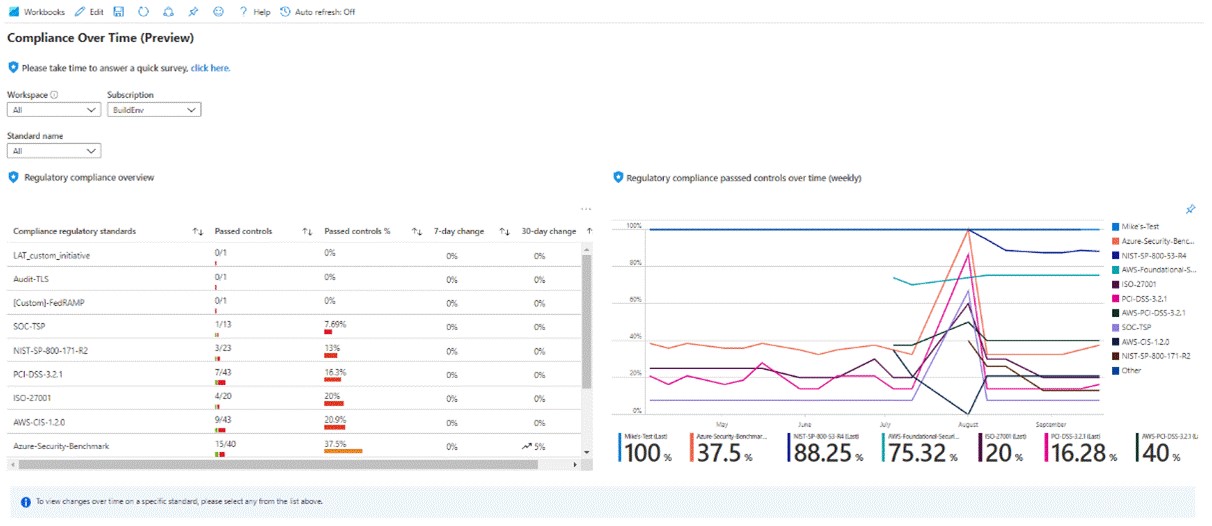 Workbooks Edit Help Auto refresh: Off
Compliance Over Time (Preview)
Please take time to answer a quick survey, click here.
Workspace Subscription
All BuildEnv
Standard name
All
Regulatory compliance overview
Compliance regulatory standards Passed controls Passed controls % 7-day change 30-day change
LAT_custom_initiative 0/1 0% 0% 0%
Audit-TLS 0/1 0% 0% 0%
[Custom]-FedRAMP 0/1 0% 0% 0%
SOC-TSP 1/13 7.69% 0% 0%
NIST-SP-800-171-R2 3/23 13% 0% 0%
PCI-DSS-3.2.1 7/43 16.3% 0% 0%
ISO-27001 4/20 20% 0% 0%
AWS-CIS-1.2.0 9/43 20.9% 0% 0%
Azure-Security-Benchmark 15/40 37.5% 0% 5%
Regulatory compliance passsed controls over time (weekly)
100%
80%
60%
40%
20%
0%
May June July August September
Mike's-Test
Azure-Security-Benc...
NIST-SP-800-53-R4
AWS-Foundational-S...
ISO-27001
PCI-DSS-3.2.1
AWS-PCI-DSS-3.2.1
SOC-TSP
AWS-CIS-1.2.0
NIST-SP-800-171-R2
Other
Mike's-Test (Last) Azure-Security-Benchmar... NIST-SP-800-53-R4 (Last) AWS-Foundational-Securi... ISO-27001 (Last) PCI-DSS-3.2.1 (Last) AWS-PCI-DSS-3.2.1 (L
100 % 37.5 % 88.25 % 75.32 % 20 % 16.28 % 40 %
To view changes over time on a specific standard, please select any from the list above.